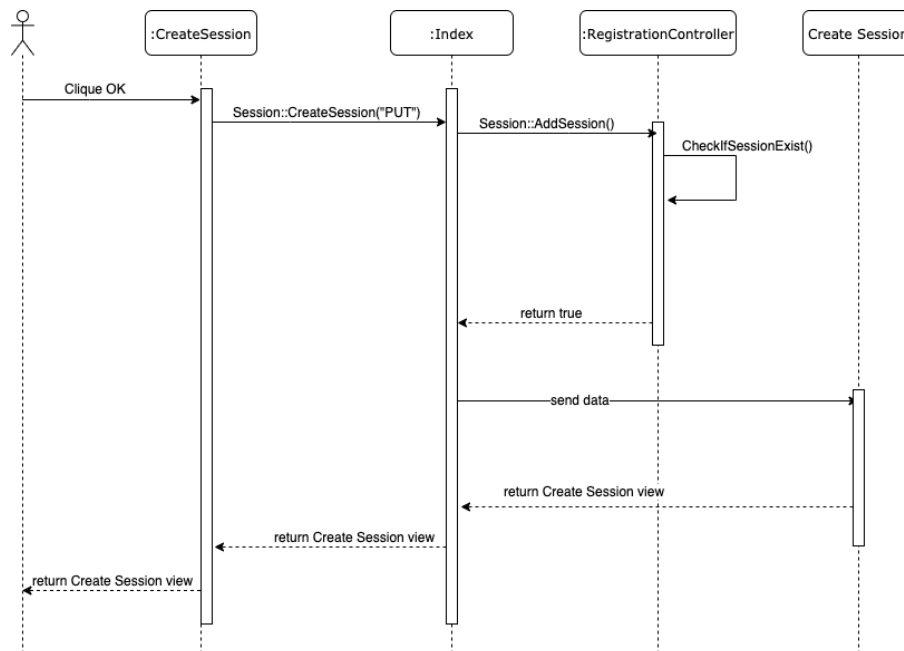 :CreateSession
:Index
:RegistrationController
Create Session
Clique OK
Session::CreateSession("PUT")
Session::AddSession()
CheckIfSessionExist()
return true
send data
return Create Session view
return Create Session view
return Create Session view